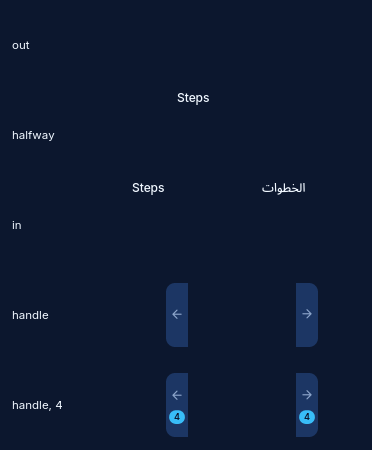 out
Steps
halfway
Steps الخطوات
in
handle
handle, 4
4 4